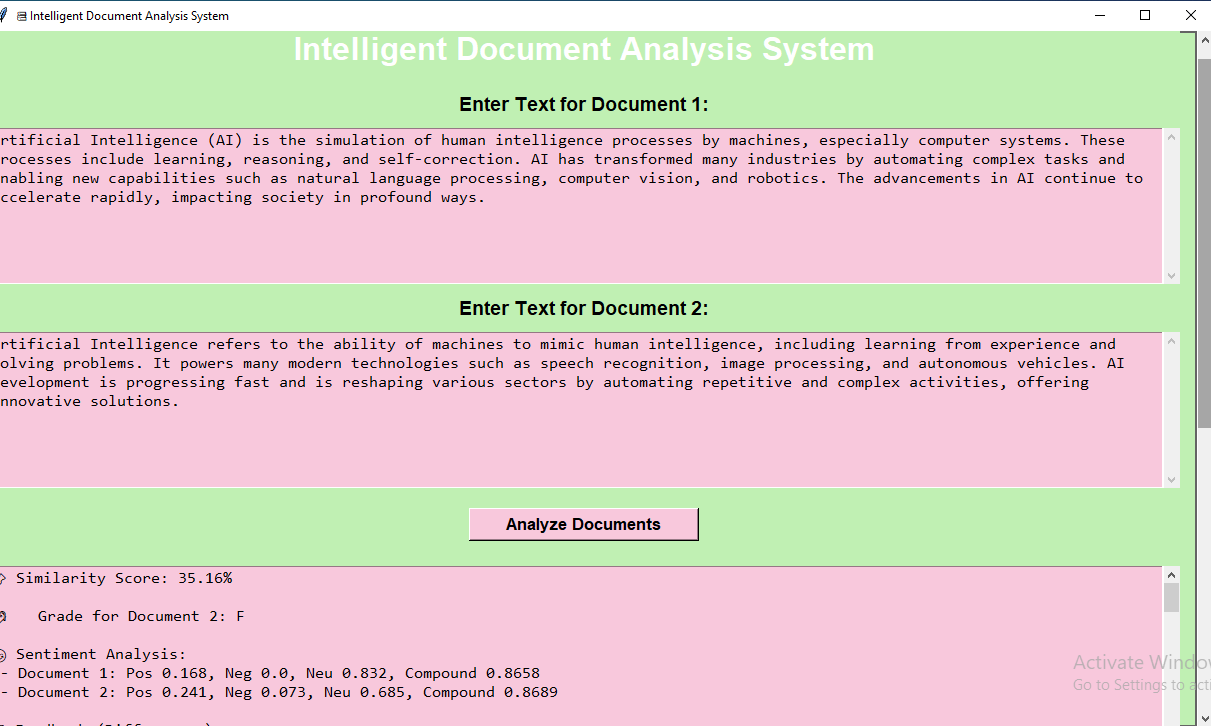 Intelligent Document Analysis System
Intelligent Document Analysis System
Enter Text for Document 1:
rtificial Intelligence (AI) is the simulation of human intelligence processes by machines, especially computer systems. These
rocesses include learning, reasoning, and self-correction. AI has transformed many industries by automating complex tasks and
nabling new capabilities such as natural language processing, computer vision, and robotics. The advancements in AI continue to
ccelerate rapidly, impacting society in profound ways.
Enter Text for Document 2:
rtificial Intelligence refers to the ability of machines to mimic human intelligence, including learning from experience and
olving problems. It powers many modern technologies such as speech recognition, image processing, and autonomous vehicles. AI
evelopment is progressing fast and is reshaping various sectors by automating repetitive and complex activities, offering
nnovative solutions.
Analyze Documents
Similarity Score: 35.16%
Grade for Document 2: F
Sentiment Analysis:
- Document 1: Pos 0.168, Neg 0.0, Neu 0.832, Compound 0.8658
- Document 2: Pos 0.241, Neg 0.073, Neu 0.685, Compound 0.8689
Activate Windo
Go to Settings to acti